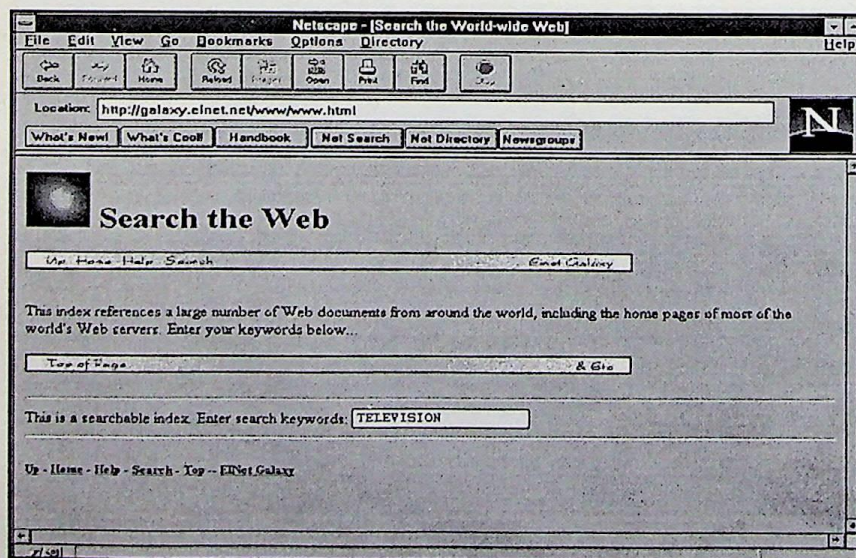 Netscape - [Search the World-wide Web]
File Edit View Go Bookmarks Options Directory Help
Back Forward Home Reload Images Open Print Find Stop
Location: http://galaxy.einet.net/www/www.html
What's New! What's Cool! Handbook Net Search Net Directory Newsgroups
N
Search the Web
Up Home Help Search Einet Galaxy
This index references a large number of Web documents from around the world, including the home pages of most of the
world's Web servers. Enter your keywords below...
Top of Page
This is a searchable index. Enter search keywords: TELEVISION
Up - Home - Help - Search - Top -- EINet Galaxy